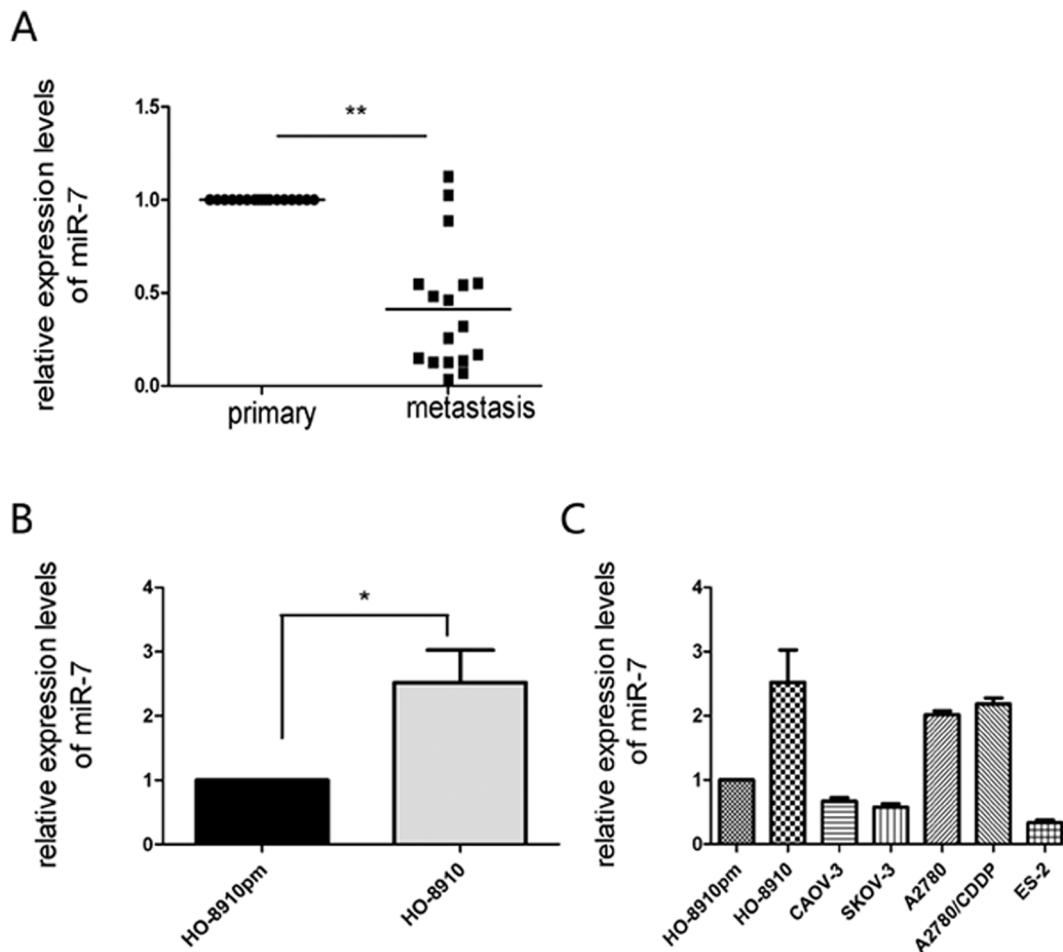 A
relative expression levels
of miR-7
1.5
1.0
0.5
0.0
**
primary
metastasis
B
relative expression levels
of miR-7
4
3
2
1
0
*
HO-8910pm
HO-8910
C
relative expression levels
of miR-7
4
3
2
1
0
HO-8910pm
HO-8910
CAOV-3
SKOV-3
A2780
A2780/CDDP
ES-2